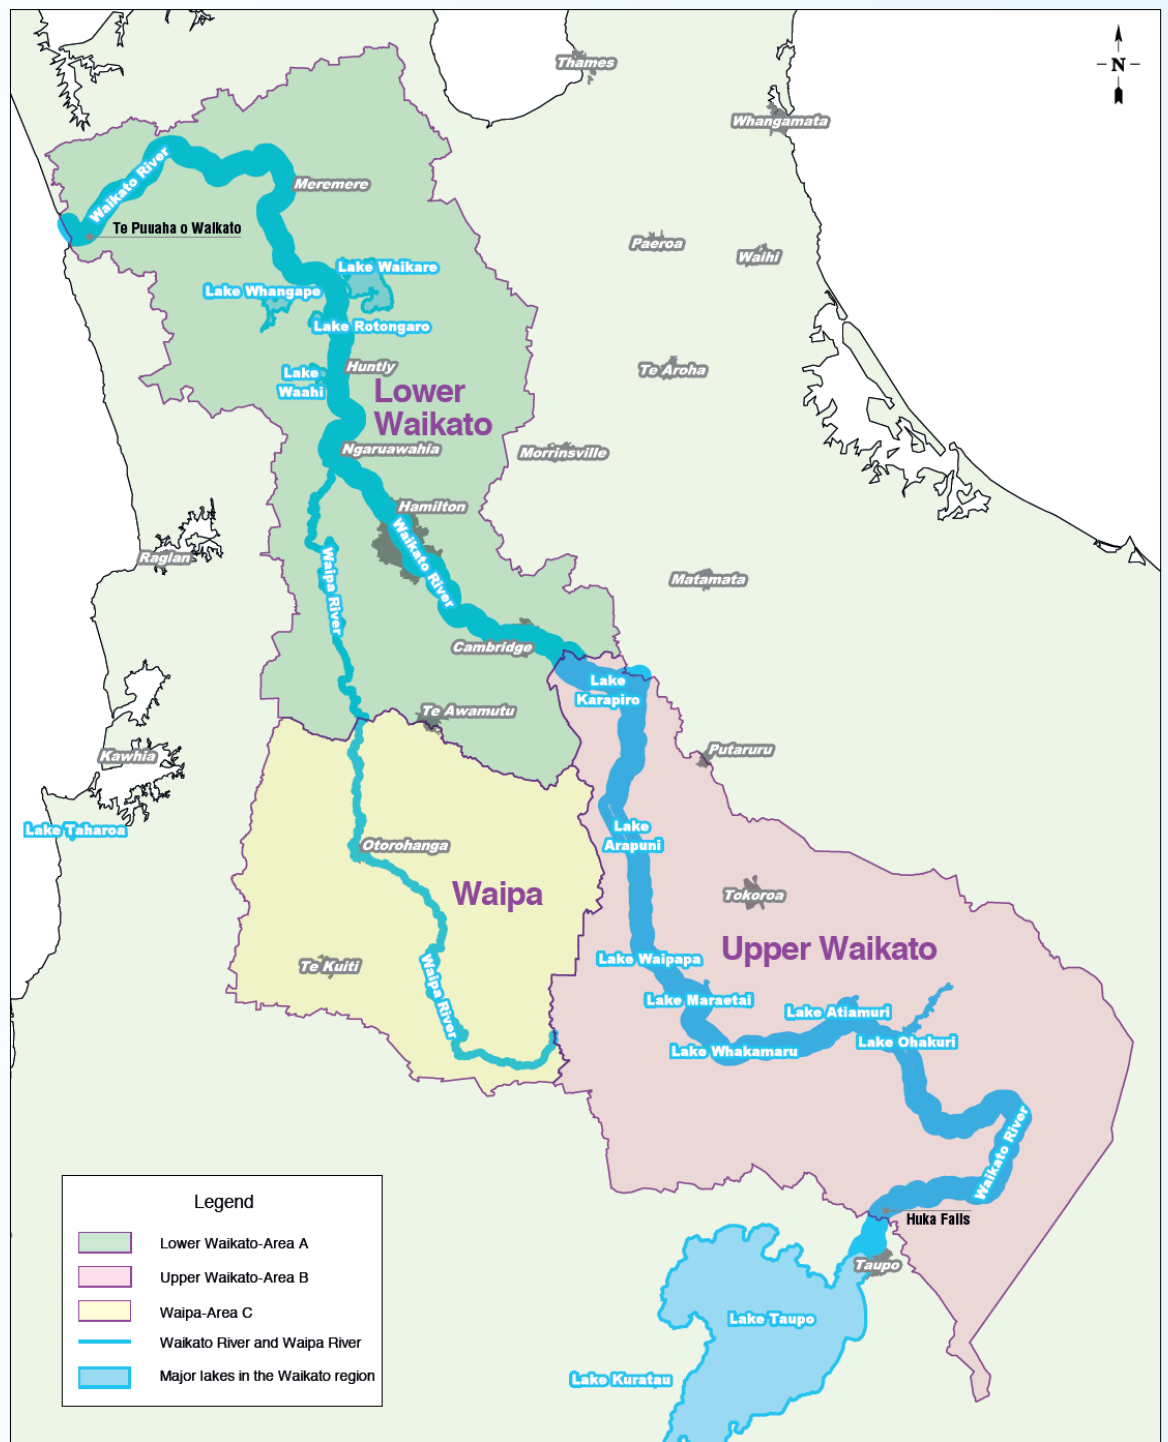 N
Thames
Whangamata
Waikato River
Meremere
Te Puuaha o Waikato
Paeroa
Waihi
Lake Waikare
Lake Whangape
Lake Rotongaro
Huntly
Lake
Waahi
Te Aroha
Lower
Waikato
Ngaruawahia
Morrinsville
Hamilton
Raglan
Waipa River
Waikato River
Matamata
Cambridge
Lake
Karapiro
Te Awamutu
Kawhia
Putaruru
Lake Taharoa
Lake
Arapuni
Otorohanga
Waipa
Tokoroa
Upper Waikato
Te Kuiti
Waipa River
Lake Waipapa
Lake Maraetai
Lake Atiamuri
Lake Whakamaru
Lake Ohakuri
Waikato River
Huka Falls
Taupo
Lake Taupo
Lake Kuratau
Legend
Lower Waikato-Area A
Upper Waikato-Area B
Waipa-Area C
Waikato River and Waipa River
Major lakes in the Waikato region